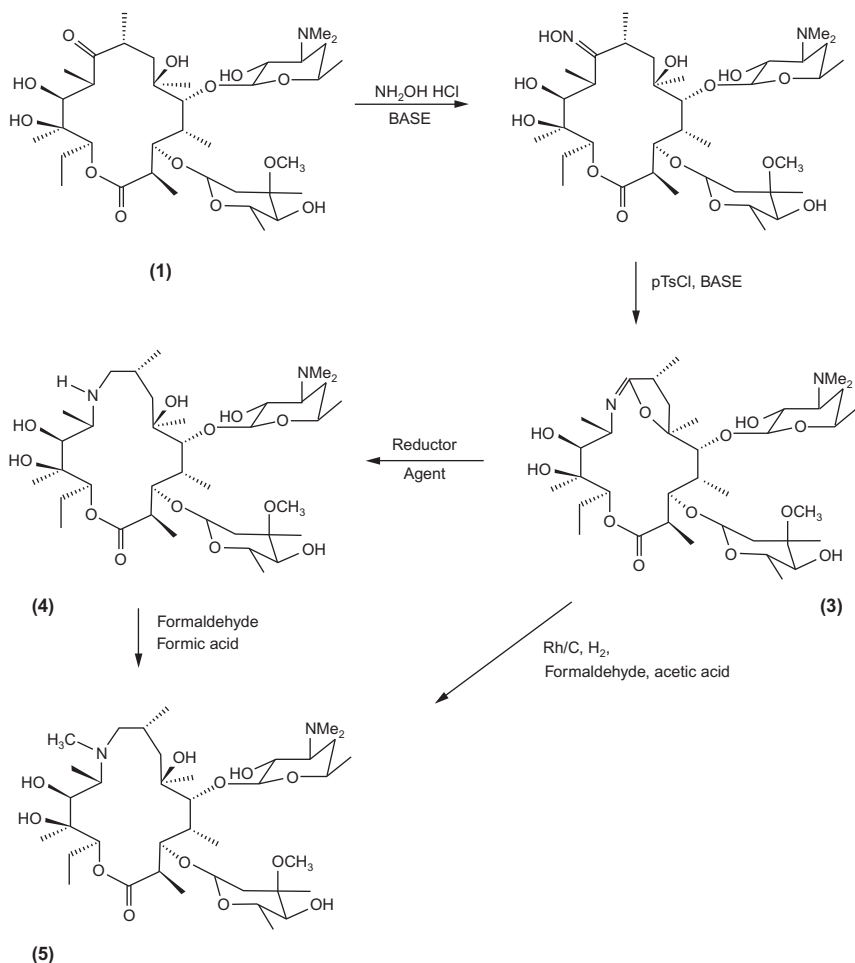 O
NMe₂
OH
HO
HO
O
O
HO
O
OCH₃
O
O
OH
O
(1)
NH₂OH HCl
BASE
HON
NMe₂
OH
HO
HO
O
O
HO
O
OCH₃
O
O
OH
O
pTsCl, BASE
H
N
NMe₂
OH
HO
HO
O
O
HO
O
OCH₃
O
O
OH
O
(4)
Reductor
Agent
N
O
NMe₂
HO
HO
O
O
HO
O
OCH₃
O
O
OH
O
(3)
Formaldehyde
Formic acid
Rh/C, H₂,
Formaldehyde, acetic acid
H₃C
N
NMe₂
OH
HO
HO
O
O
HO
O
OCH₃
O
O
OH
O
(5)